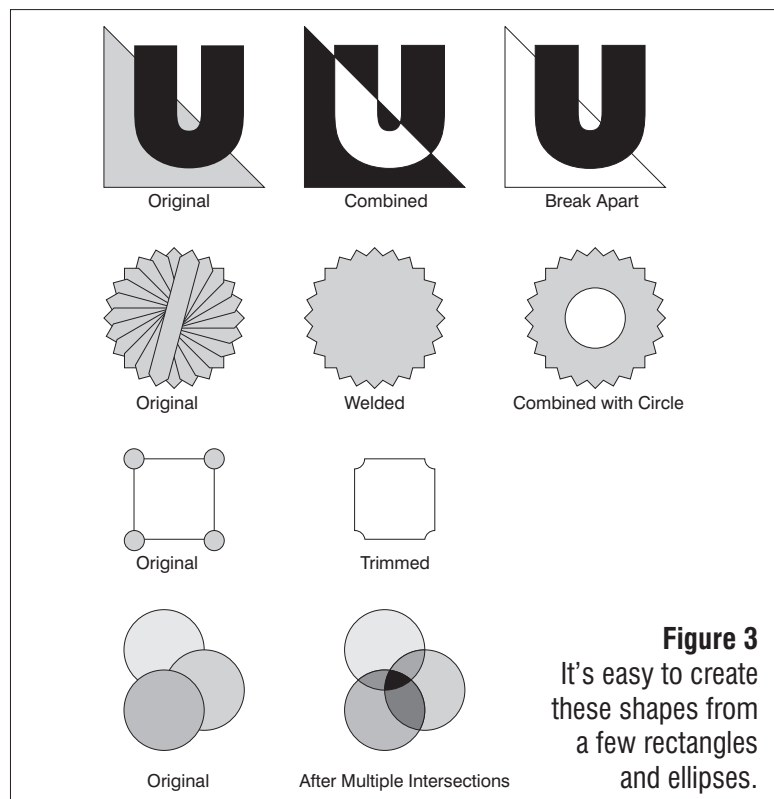 U U U
Original Combined Break Apart
Original Welded Combined with Circle
Original Trimmed
Original After Multiple Intersections
Figure 3
It’s easy to create
these shapes from
a few rectangles
and ellipses.